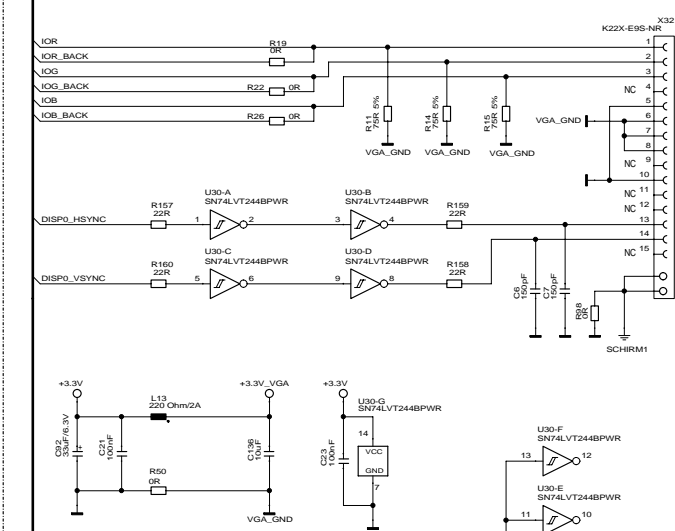 X32
K22X-E9S-NR
IOR
R19
0R
1
IOR_BACK
2
IOG
3
IOG_BACK
R22 0R
NC 4
IOB
5
IOB_BACK
R26 0R
R11
75R 5%
R14
75R 5%
R15
75R 5%
VGA_GND
6
7
8
VGA_GND
VGA_GND
VGA_GND
NC 9
10
NC 11
NC 12
U30-A
SN74LVT244BPWR
U30-B
SN74LVT244BPWR
R157
22R
R159
22R
DISP0_HSYNC
1
2
3
4
13
14
NC 15
U30-C
SN74LVT244BPWR
U30-D
SN74LVT244BPWR
R160
22R
R158
22R
DISP0_VSYNC
5
6
9
8
C6
150pF
C7
150pF
R98
0R
SCHIRM1
+3.3V
+3.3V_VGA
+3.3V
L13
220 Ohm/2A
U30-G
SN74LVT244BPWR
C92
33uF/6.3V
+
C21
100nF
C136
10uF
C23
100nF
14
VCC
GND
7
R50
0R
VGA_GND
U30-F
SN74LVT244BPWR
13
12
U30-E
SN74LVT244BPWR
11
10